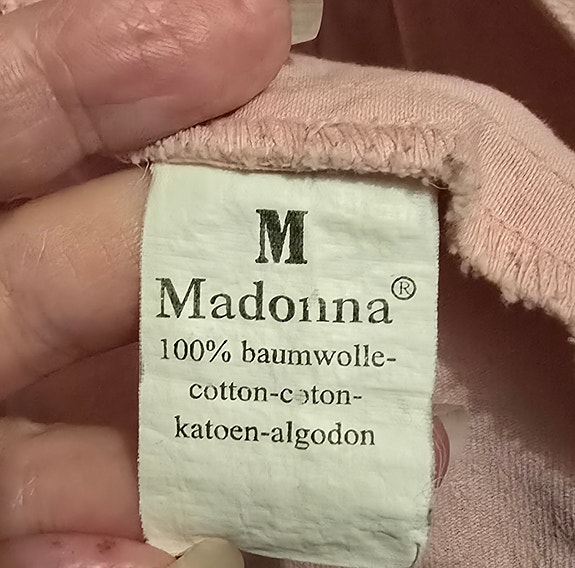 M
Madonna®
100% baumwolle-
cotton-coton-
katoen-algodon